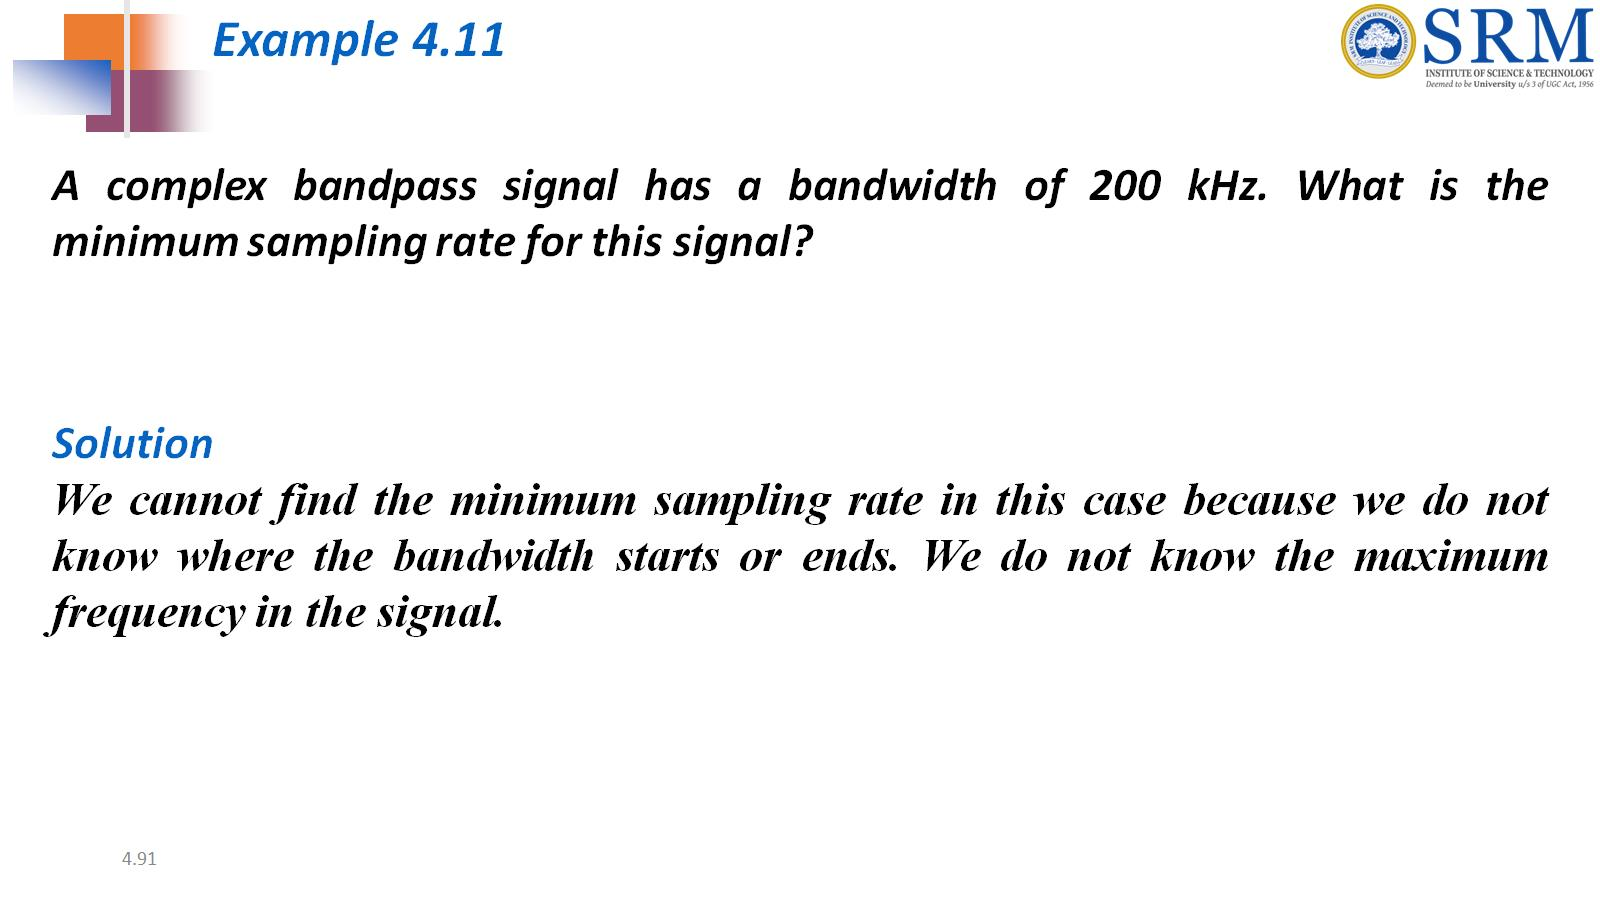 Example 4.11
SRM
INSTITUTE OF SCIENCE & TECHNOLOGY
Deemed to be University u/s 3 of UGC Act, 1956
A complex bandpass signal has a bandwidth of 200 kHz. What is the
minimum sampling rate for this signal?
Solution
We cannot find the minimum sampling rate in this case because we do not
know where the bandwidth starts or ends. We do not know the maximum
frequency in the signal.
4.91